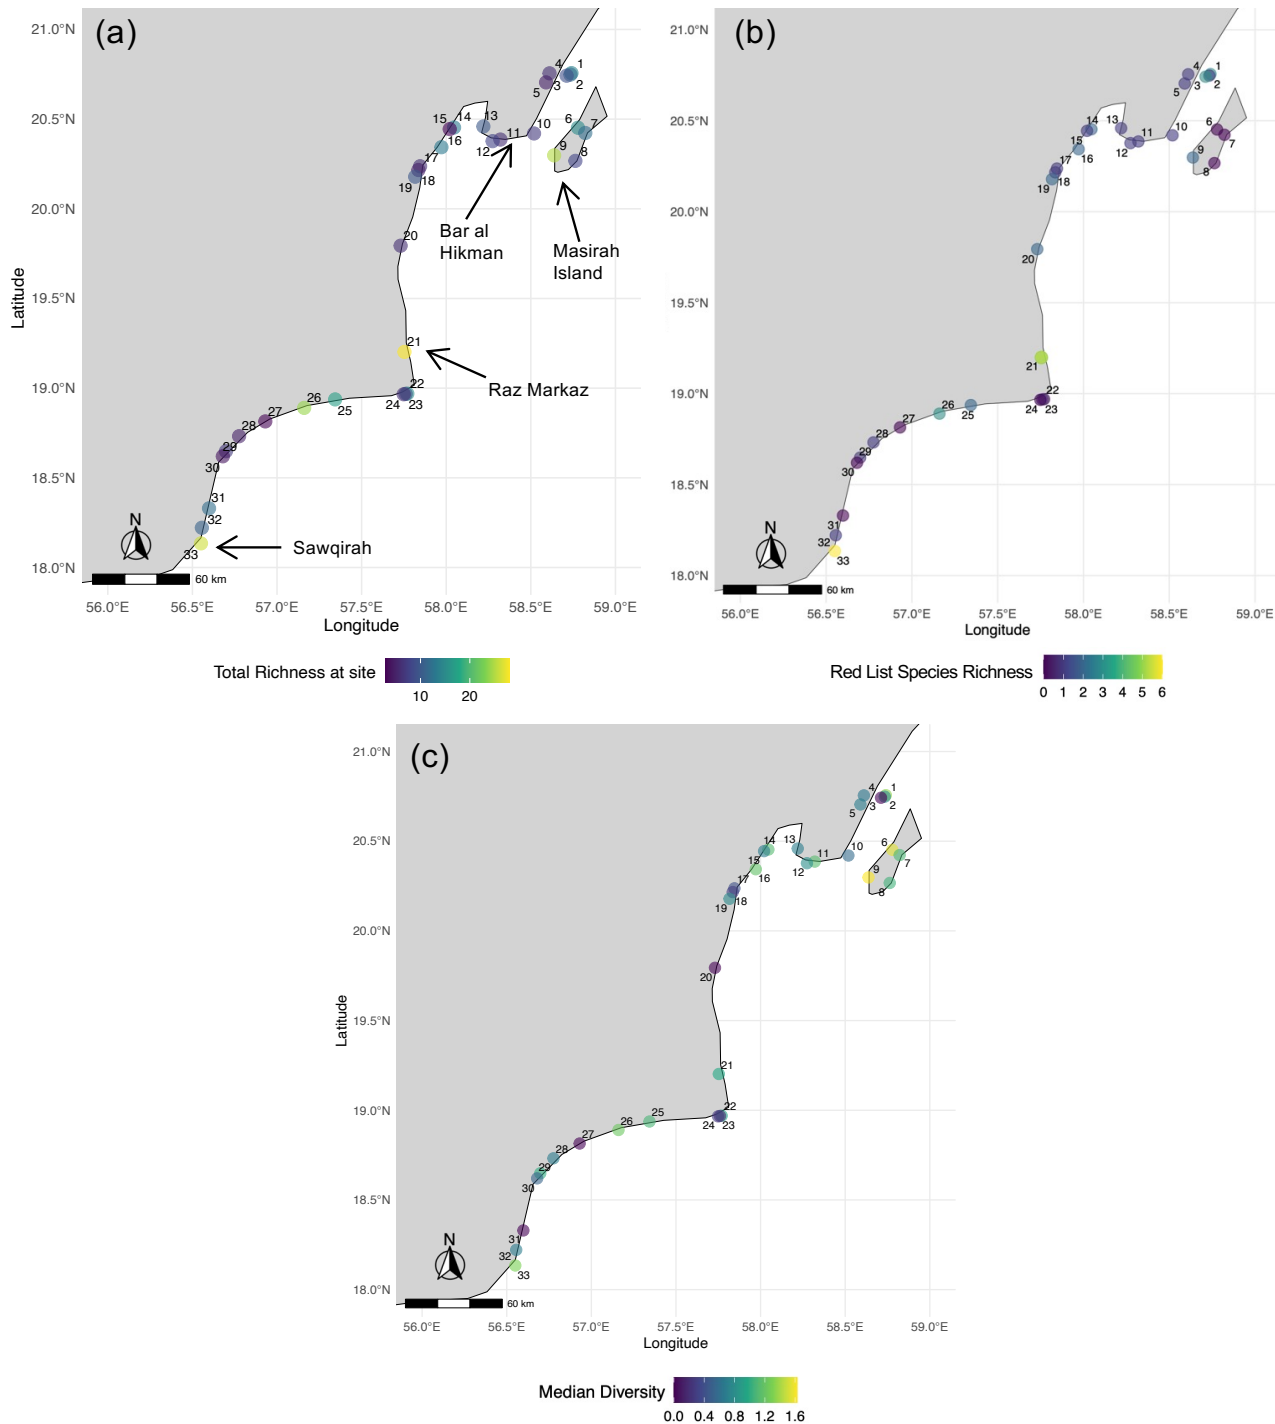 (a)
21.0°N
20.5°N
20.0°N
19.5°N
19.0°N
18.5°N
18.0°N
Latitude
4
1
3
2
5
15
14
13
10
6
7
16
12
11
9
8
17
19
18
Bar al
Hikman
Masirah
Island
20
21
Raz Markaz
22
24
23
26
25
27
28
29
30
31
32
33
Sawqirah
N
60 km
56.0°E
56.5°E
57.0°E
57.5°E
58.0°E
58.5°E
59.0°E
Longitude
Total Richness at site
10
20
(b)
21.0°N
20.5°N
20.0°N
19.5°N
19.0°N
18.5°N
18.0°N
4
1
3
2
5
14
13
10
6
7
15
16
12
11
9
8
17
19
18
20
21
22
24
23
26
25
27
28
29
30
31
32
33
N
60 km
56.0°E
56.5°E
57.0°E
57.5°E
58.0°E
58.5°E
59.0°E
Longitude
Red List Species Richness
0
1
2
3
4
5
6
(c)
21.0°N
20.5°N
20.0°N
19.5°N
19.0°N
18.5°N
18.0°N
Latitude
4
1
3
2
5
14
13
10
6
7
15
16
12
11
9
8
17
19
18
20
21
22
24
23
26
25
27
28
29
30
31
32
33
N
60 km
56.0°E
56.5°E
57.0°E
57.5°E
58.0°E
58.5°E
59.0°E
Longitude
Median Diversity
0.0
0.4
0.8
1.2
1.6